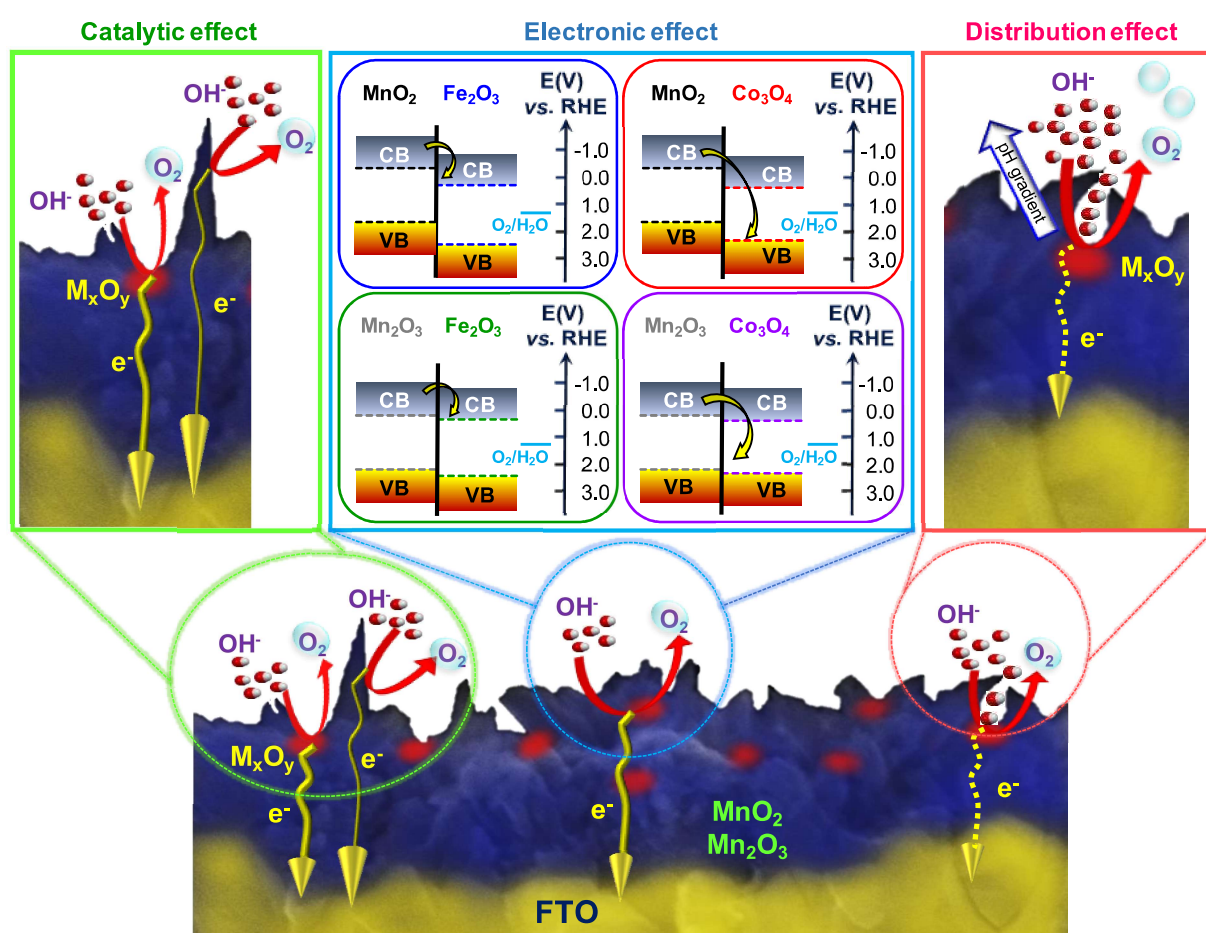 Catalytic effect
Electronic effect
Distribution effect
OH-
O2
OH-
O2
MxOy
e-
e-
MnO2 Fe2O3
E(V)
vs. RHE
CB
CB
VB
VB
O2/H2O
-1.0
0.0
1.0
2.0
3.0
MnO2 Co3O4
E(V)
vs. RHE
CB
CB
VB
VB
O2/H2O
-1.0
0.0
1.0
2.0
3.0
Mn2O3 Fe2O3
E(V)
vs. RHE
CB
CB
VB
VB
O2/H2O
-1.0
0.0
1.0
2.0
3.0
Mn2O3 Co3O4
E(V)
vs. RHE
CB
CB
VB
VB
O2/H2O
-1.0
0.0
1.0
2.0
3.0
OH-
O2
pH gradient
MxOy
e-
OH-
O2
OH-
O2
MxOy
e-
e-
OH-
O2
e-
OH-
O2
e-
MnO2
Mn2O3
FTO